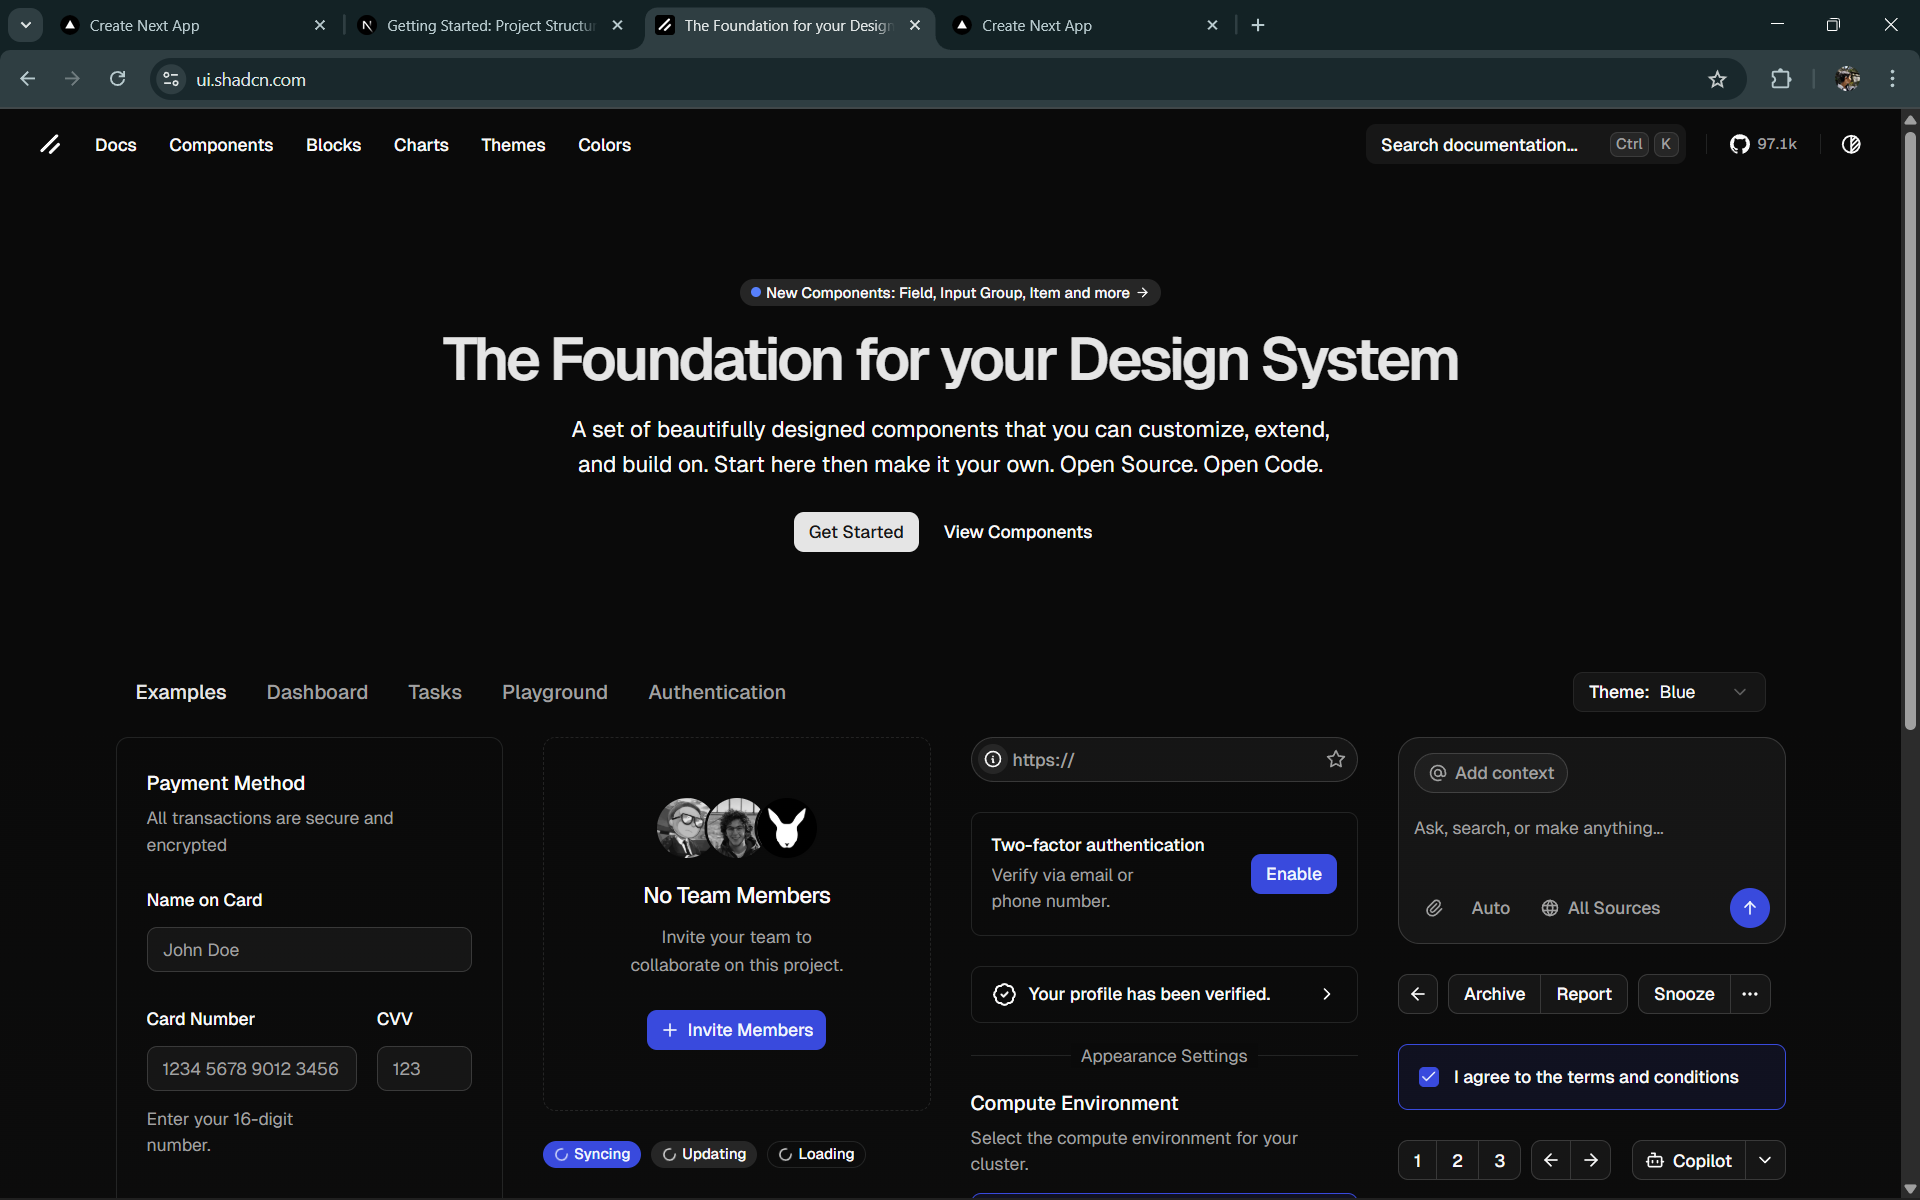 Create Next App
Getting Started: Project Structu
The Foundation for your Design
Create Next App
ui.shadcn.com
Docs
Components
Blocks
Charts
Themes
Colors
Search documentation...
Ctrl
K
97.1k
New Components: Field, Input Group, Item and more
The Foundation for your Design System
A set of beautifully designed components that you can customize, extend,
and build on. Start here then make it your own. Open Source. Open Code.
Get Started
View Components
Examples
Dashboard
Tasks
Playground
Authentication
Theme: Blue
Payment Method
All transactions are secure and
encrypted
Name on Card
John Doe
Card Number
CVV
1234 5678 9012 3456
123
Enter your 16-digit
number.
No Team Members
Invite your team to
collaborate on this project.
Invite Members
Syncing
Updating
Loading
https://
Two-factor authentication
Verify via email or
phone number.
Enable
Your profile has been verified.
Appearance Settings
Compute Environment
Select the compute environment for your
cluster.
Add context
Ask, search, or make anything...
Auto
All Sources
Archive
Report
Snooze
I agree to the terms and conditions
1
2
3
Copilot